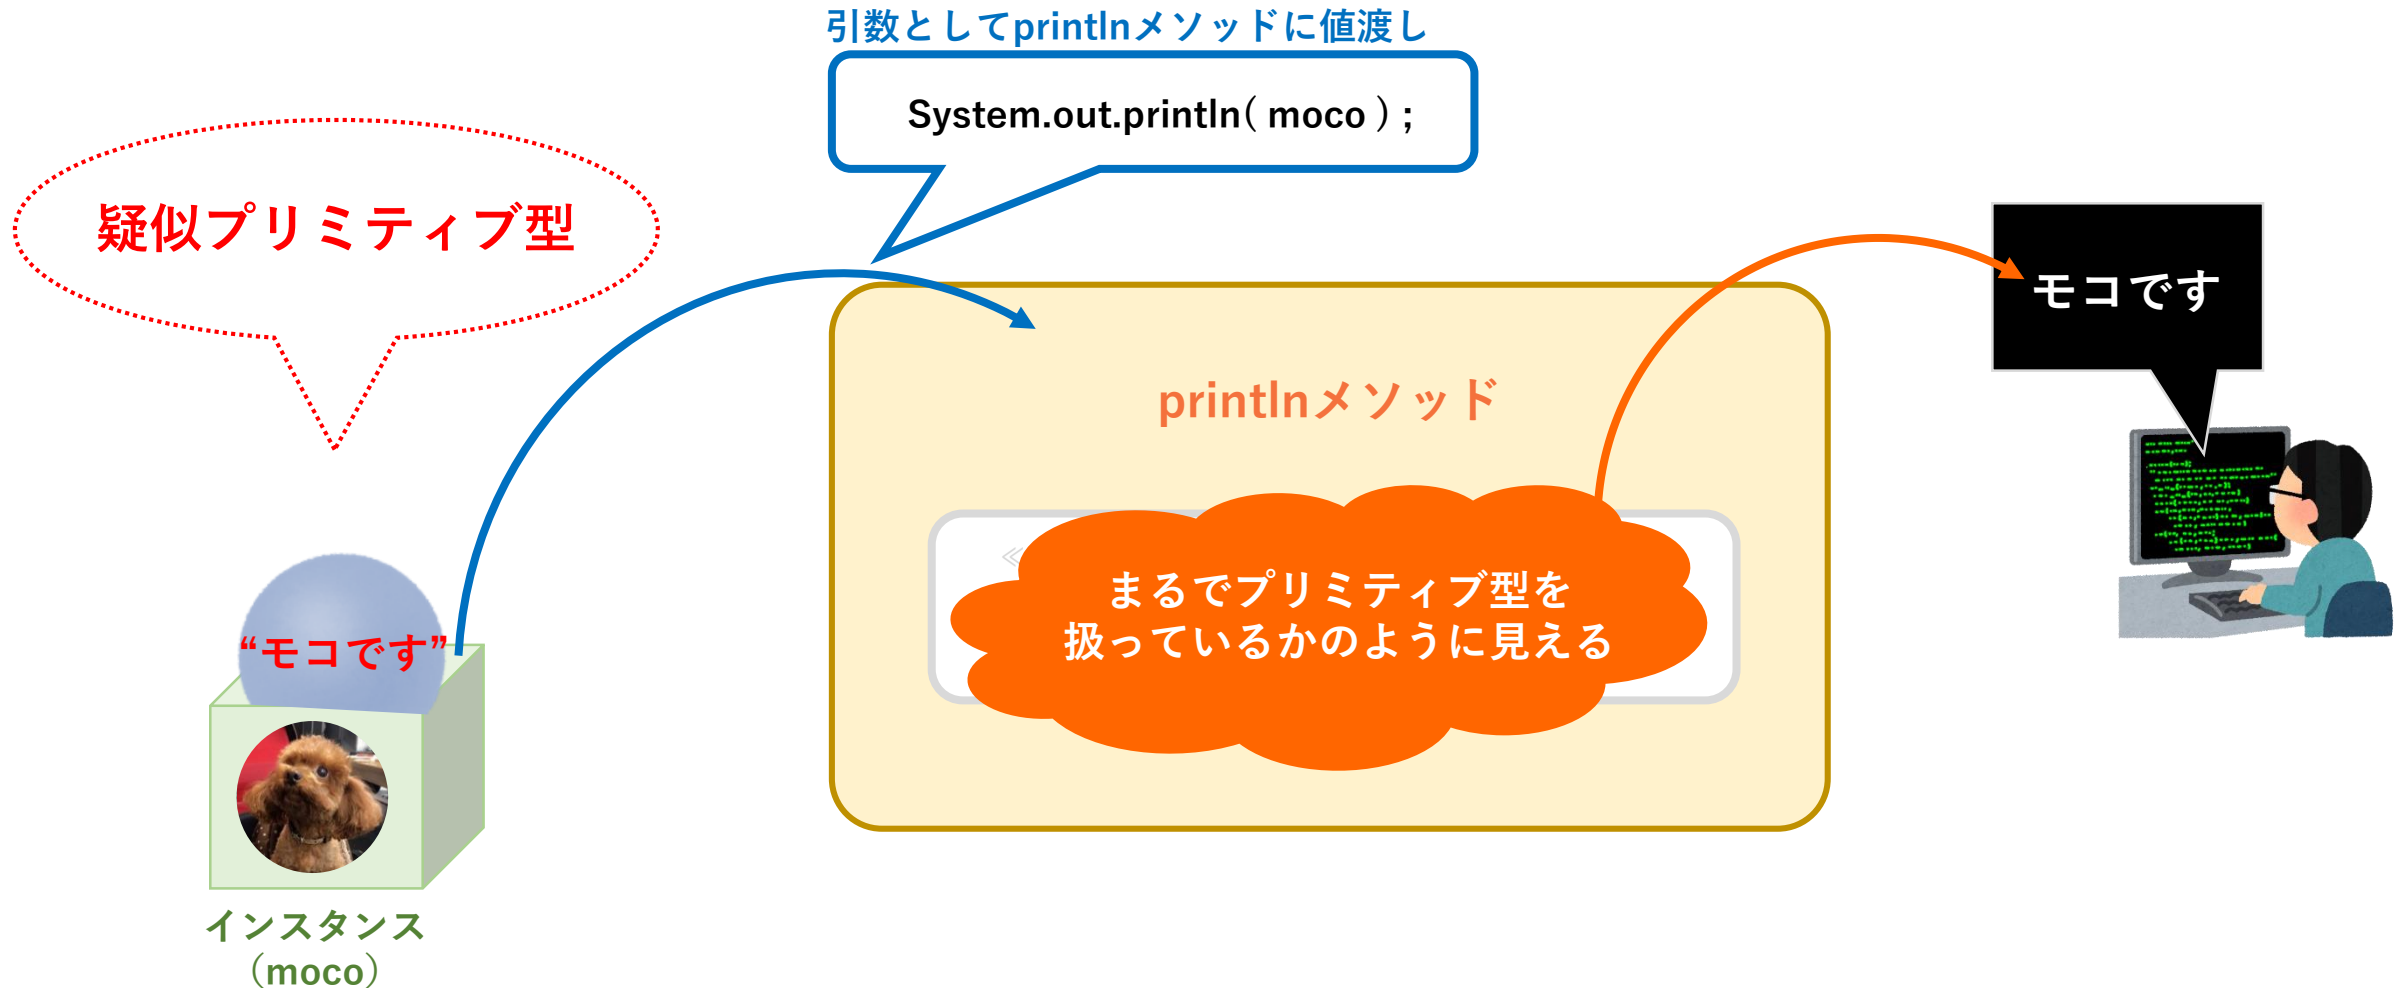 引数としてprintlnメソッドに値渡し
System.out.println( moco ) ;
疑似プリミティブ型
モコです
printlnメソッド
まるでプリミティブ型を
扱っているかのように見える
“モコです”
インスタンス
（moco）